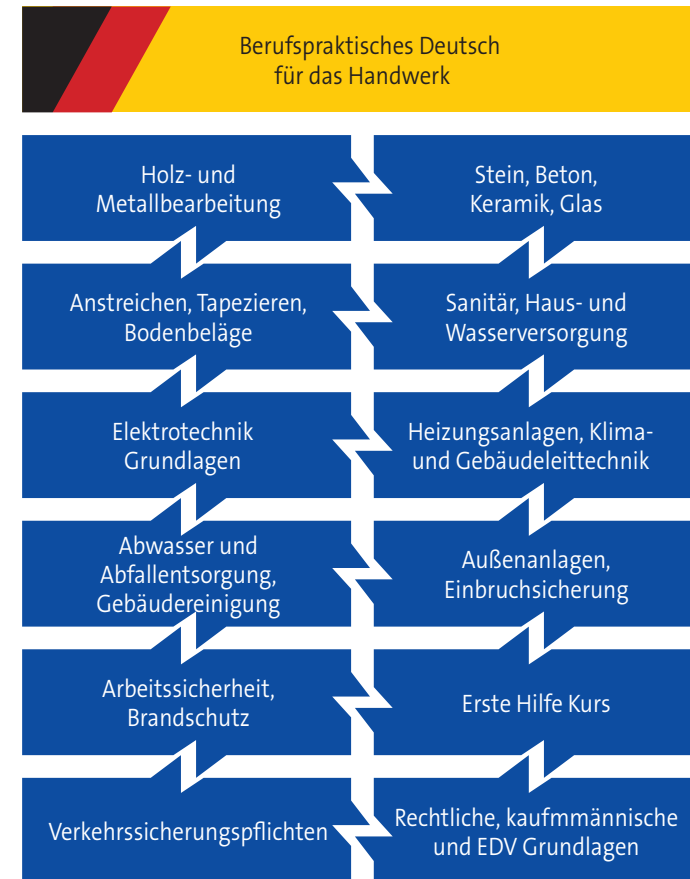 Berufspraktisches Deutsch
für das Handwerk
Holz- und
Metallbearbeitung
Stein, Beton,
Keramik, Glas
Anstreichen, Tapezieren,
Bodenbeläge
Sanitär, Haus- und
Wasserversorgung
Elektrotechnik
Grundlagen
Heizungsanlagen, Klima-
und Gebäudeleittechnik
Abwasser und
Abfallentsorgung,
Gebäudereinigung
Außenanlagen,
Einbruchsicherung
Arbeitssicherheit,
Brandschutz
Erste Hilfe Kurs
Verkehrssicherungspflichten
Rechtliche, kaufmmännische
und EDV Grundlagen